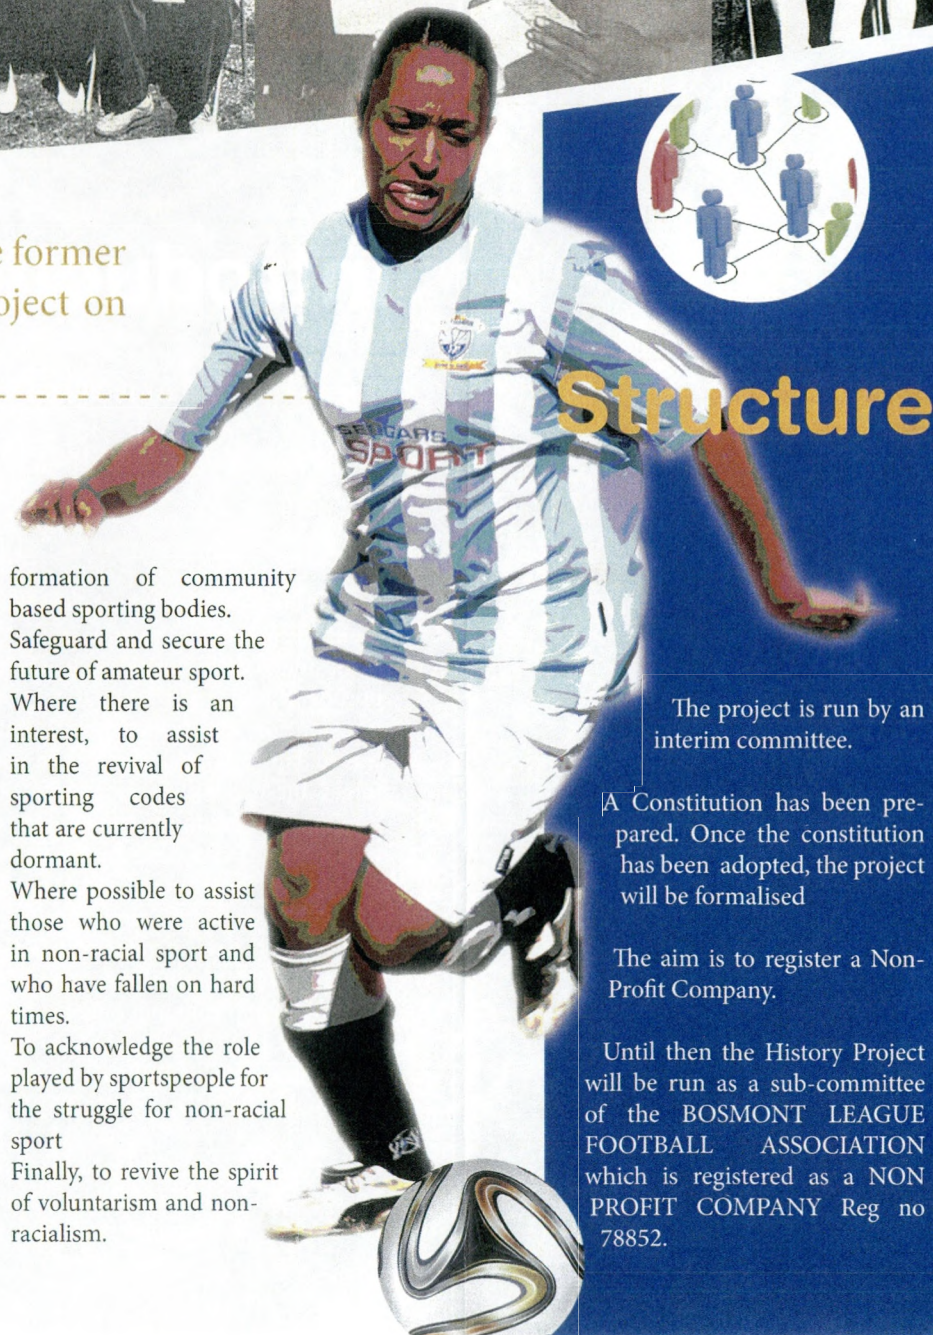 e former
oject on
Structure
SEDGARS
SPORT
formation of community
based sporting bodies.
Safeguard and secure the
future of amateur sport.
Where there is an
interest, to assist
in the revival of
sporting codes
that are currently
dormant.
Where possible to assist
those who were active
in non-racial sport and
who have fallen on hard
times.
To acknowledge the role
played by sportspeople for
the struggle for non-racial
sport
Finally, to revive the spirit
of voluntarism and non-
racialism.
The project is run by an
interim committee.
A Constitution has been pre-
pared. Once the constitution
has been adopted, the project
will be formalised
The aim is to register a Non-
Profit Company.
Until then the History Project
will be run as a sub-committee
of the BOSMONT LEAGUE
FOOTBALL ASSOCIATION
which is registered as a NON
PROFIT COMPANY Reg no
78852.